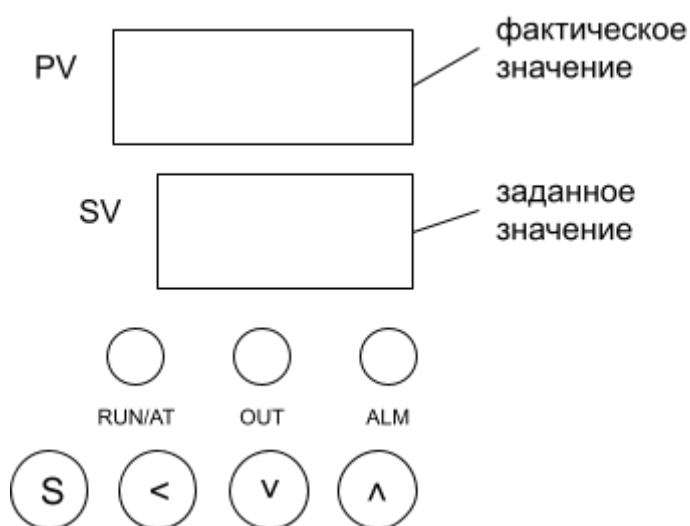 PV
фактическое
значение
SV
заданное
значение
RUN/AT OUT ALM
S < v ʌ